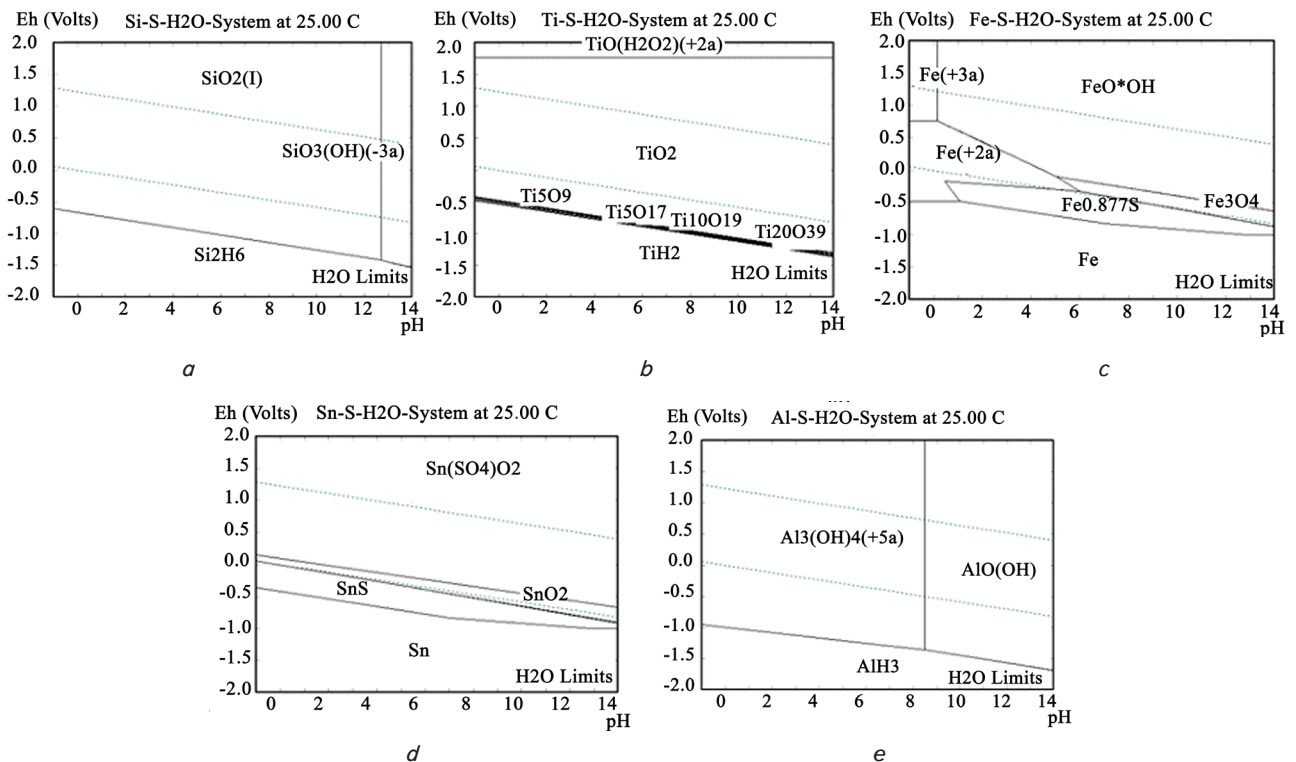 Eh (Volts) Si-S-H2O-System at 25.00 C
2.0
1.5
1.0
0.5
0.0
-0.5
-1.0
-1.5
-2.0
SiO2(I)
SiO3(OH)(-3a)
Si2H6
H2O Limits
0 2 4 6 8 10 12 14
pH
a
Eh (Volts) Ti-S-H2O-System at 25.00 C
2.0
1.5
1.0
0.5
-0.5
-1.0
-1.5
-2.0
TiO(H2O2)(+2a)
TiO2
Ti5O9
Ti5O17
Ti10O19
Ti20O39
TiH2
H2O Limits
0 2 4 6 8 10 12 14
pH
b
Eh (Volts) Fe-S-H2O-System at 25.00 C
2.0
1.5
1.0
0.5
0.0
-0.5
-1.0
-1.5
-2.0
Fe(+3a)
FeO*OH
Fe(+2a)
Fe0.877S
Fe3O4
Fe
H2O Limits
0 2 4 6 8 10 12 14
pH
c
Eh (Volts) Sn-S-H2O-System at 25.00 C
2.0
1.5
1.0
0.5
0.0
-0.5
-1.0
-1.5
-2.0
Sn(SO4)O2
SnS
SnO2
Sn
H2O Limits
0 2 4 6 8 10 12 14
pH
d
Eh (Volts) Al-S-H2O-System at 25.00 C
2.0
1.5
1.0
0.5
0.0
-0.5
-1.0
-1.5
-2.0
Al3(OH)4(+5a)
AlO(OH)
AlH3
H2O Limits
0 2 4 6 8 10 12 14
pH
e